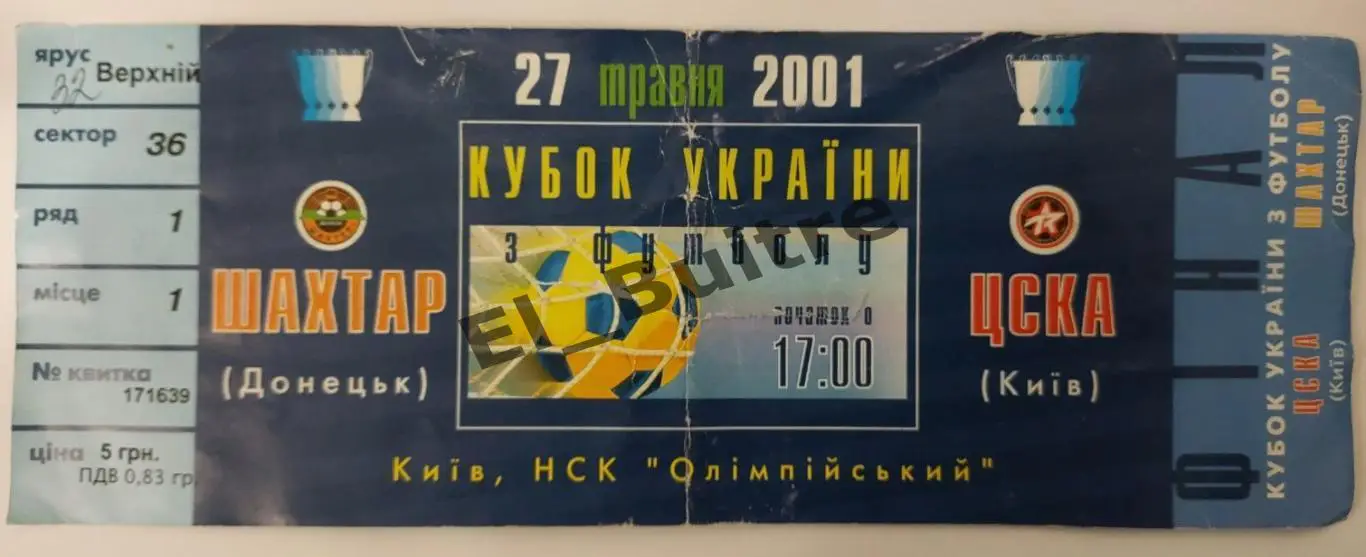 ярус
32 Верхній
сектор 36
ряд 1
місце 1
№ квитка
171639
ціна 5 грн.
ПДВ 0,83 гр
27 травня 2001
КУБОК УКРАЇНИ
З ФУТБОЛУ
початок о
17:00
ШАХТАР
(Донецьк)
ЦСКА
(Київ)
Київ, НСК "Олімпійський"
El_Buitre
ФІНАЛ
КУБОК УКРАЇНИ З ФУТБОЛУ
ЦСКА ШАХТАР
(Київ) (Донецьк)